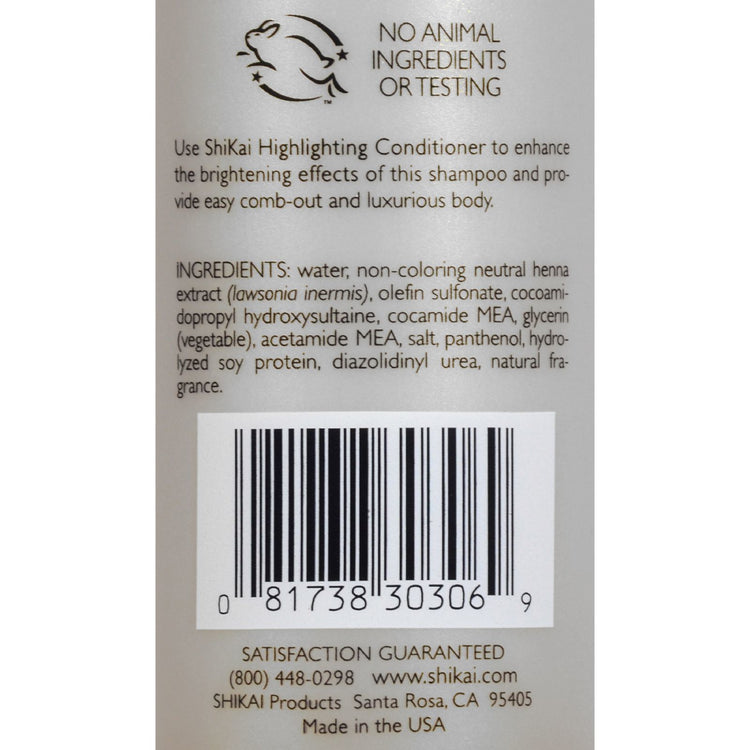 NO ANIMAL
INGREDIENTS
OR TESTING
™
Use ShiKai Highlighting Conditioner to enhance
the brightening effects of this shampoo and pro-
vide easy comb-out and luxurious body.
INGREDIENTS: water, non-coloring neutral henna
extract (lawsonia inermis), olefin sulfonate, cocoami-
dopropyl hydroxysultaine, cocamide MEA, glycerin
(vegetable), acetamide MEA, salt, panthenol, hydro-
lyzed soy protein, diazolidinyl urea, natural fra-
grance.
0 81738 30306 9
SATISFACTION GUARANTEED
(800) 448-0298 www.shikai.com
SHIKAI Products Santa Rosa, CA 95405
Made in the USA